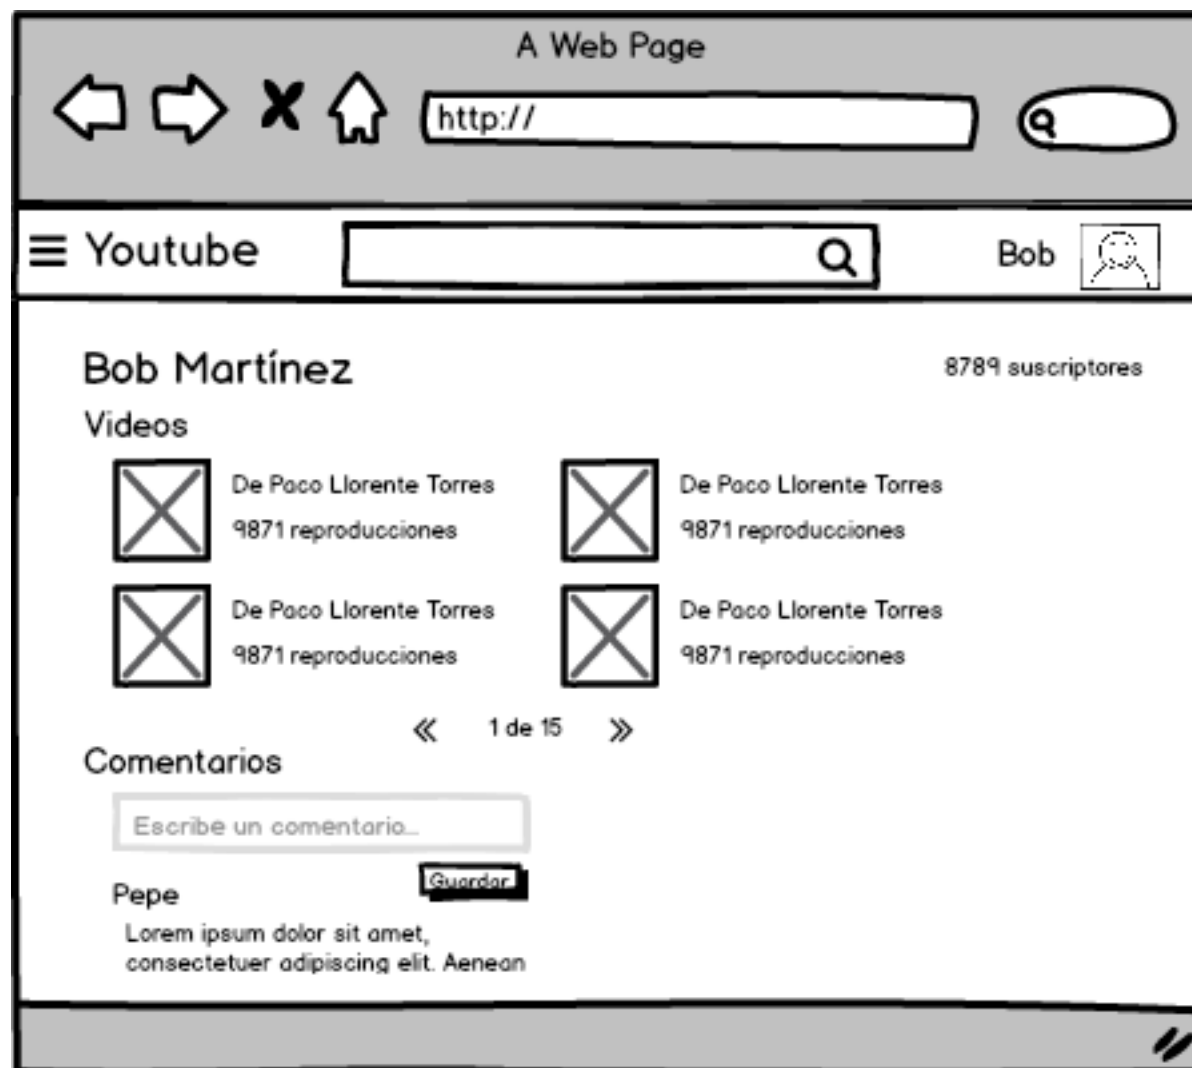 A Web Page
http://
Youtube
Bob
Bob Martínez
8789 suscriptores
Videos
De Paco Llorente Torres
9871 reproducciones
De Paco Llorente Torres
9871 reproducciones
De Paco Llorente Torres
9871 reproducciones
De Paco Llorente Torres
9871 reproducciones
1 de 15
Comentarios
Escribe un comentario...
Guardar
Pepe
Lorem ipsum dolor sit amet,
consectetuer adipiscing elit. Aenean